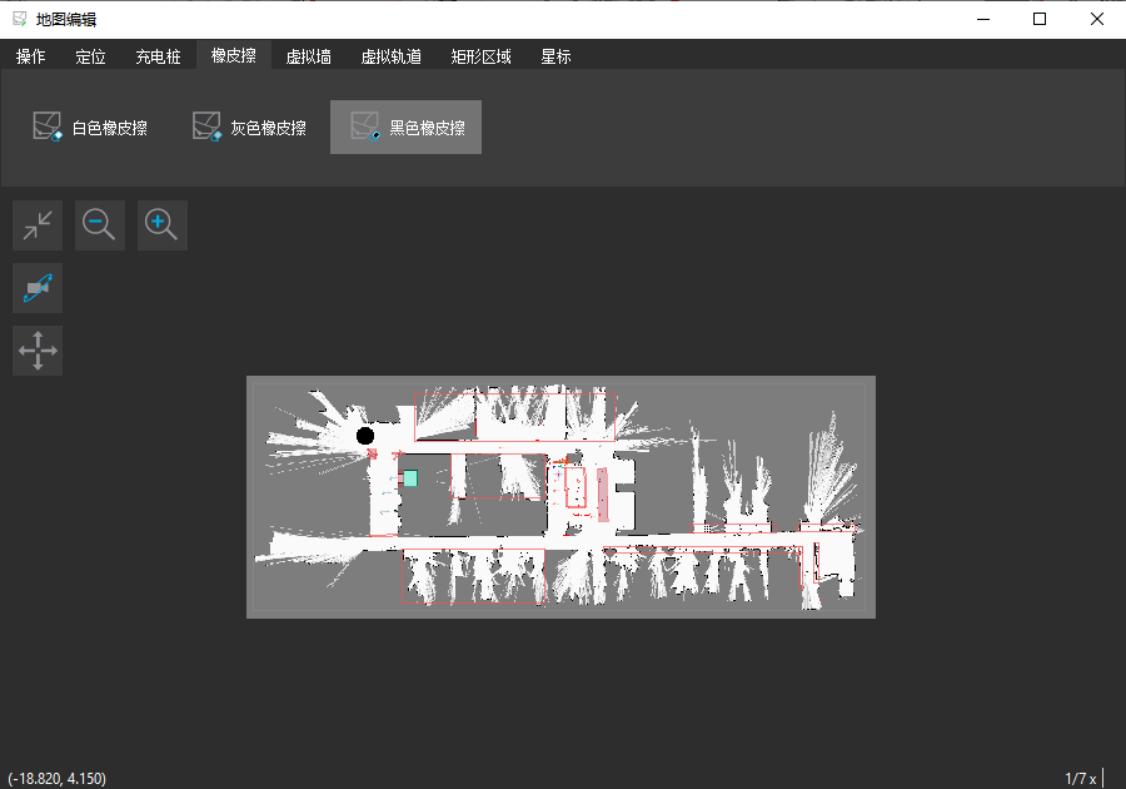 地图编辑
操作 定位 充电桩 橡皮擦 虚拟墙 虚拟轨道 矩形区域 星标
白色橡皮擦 灰色橡皮擦 黑色橡皮擦
(-18.820, 4.150) 1/7 x